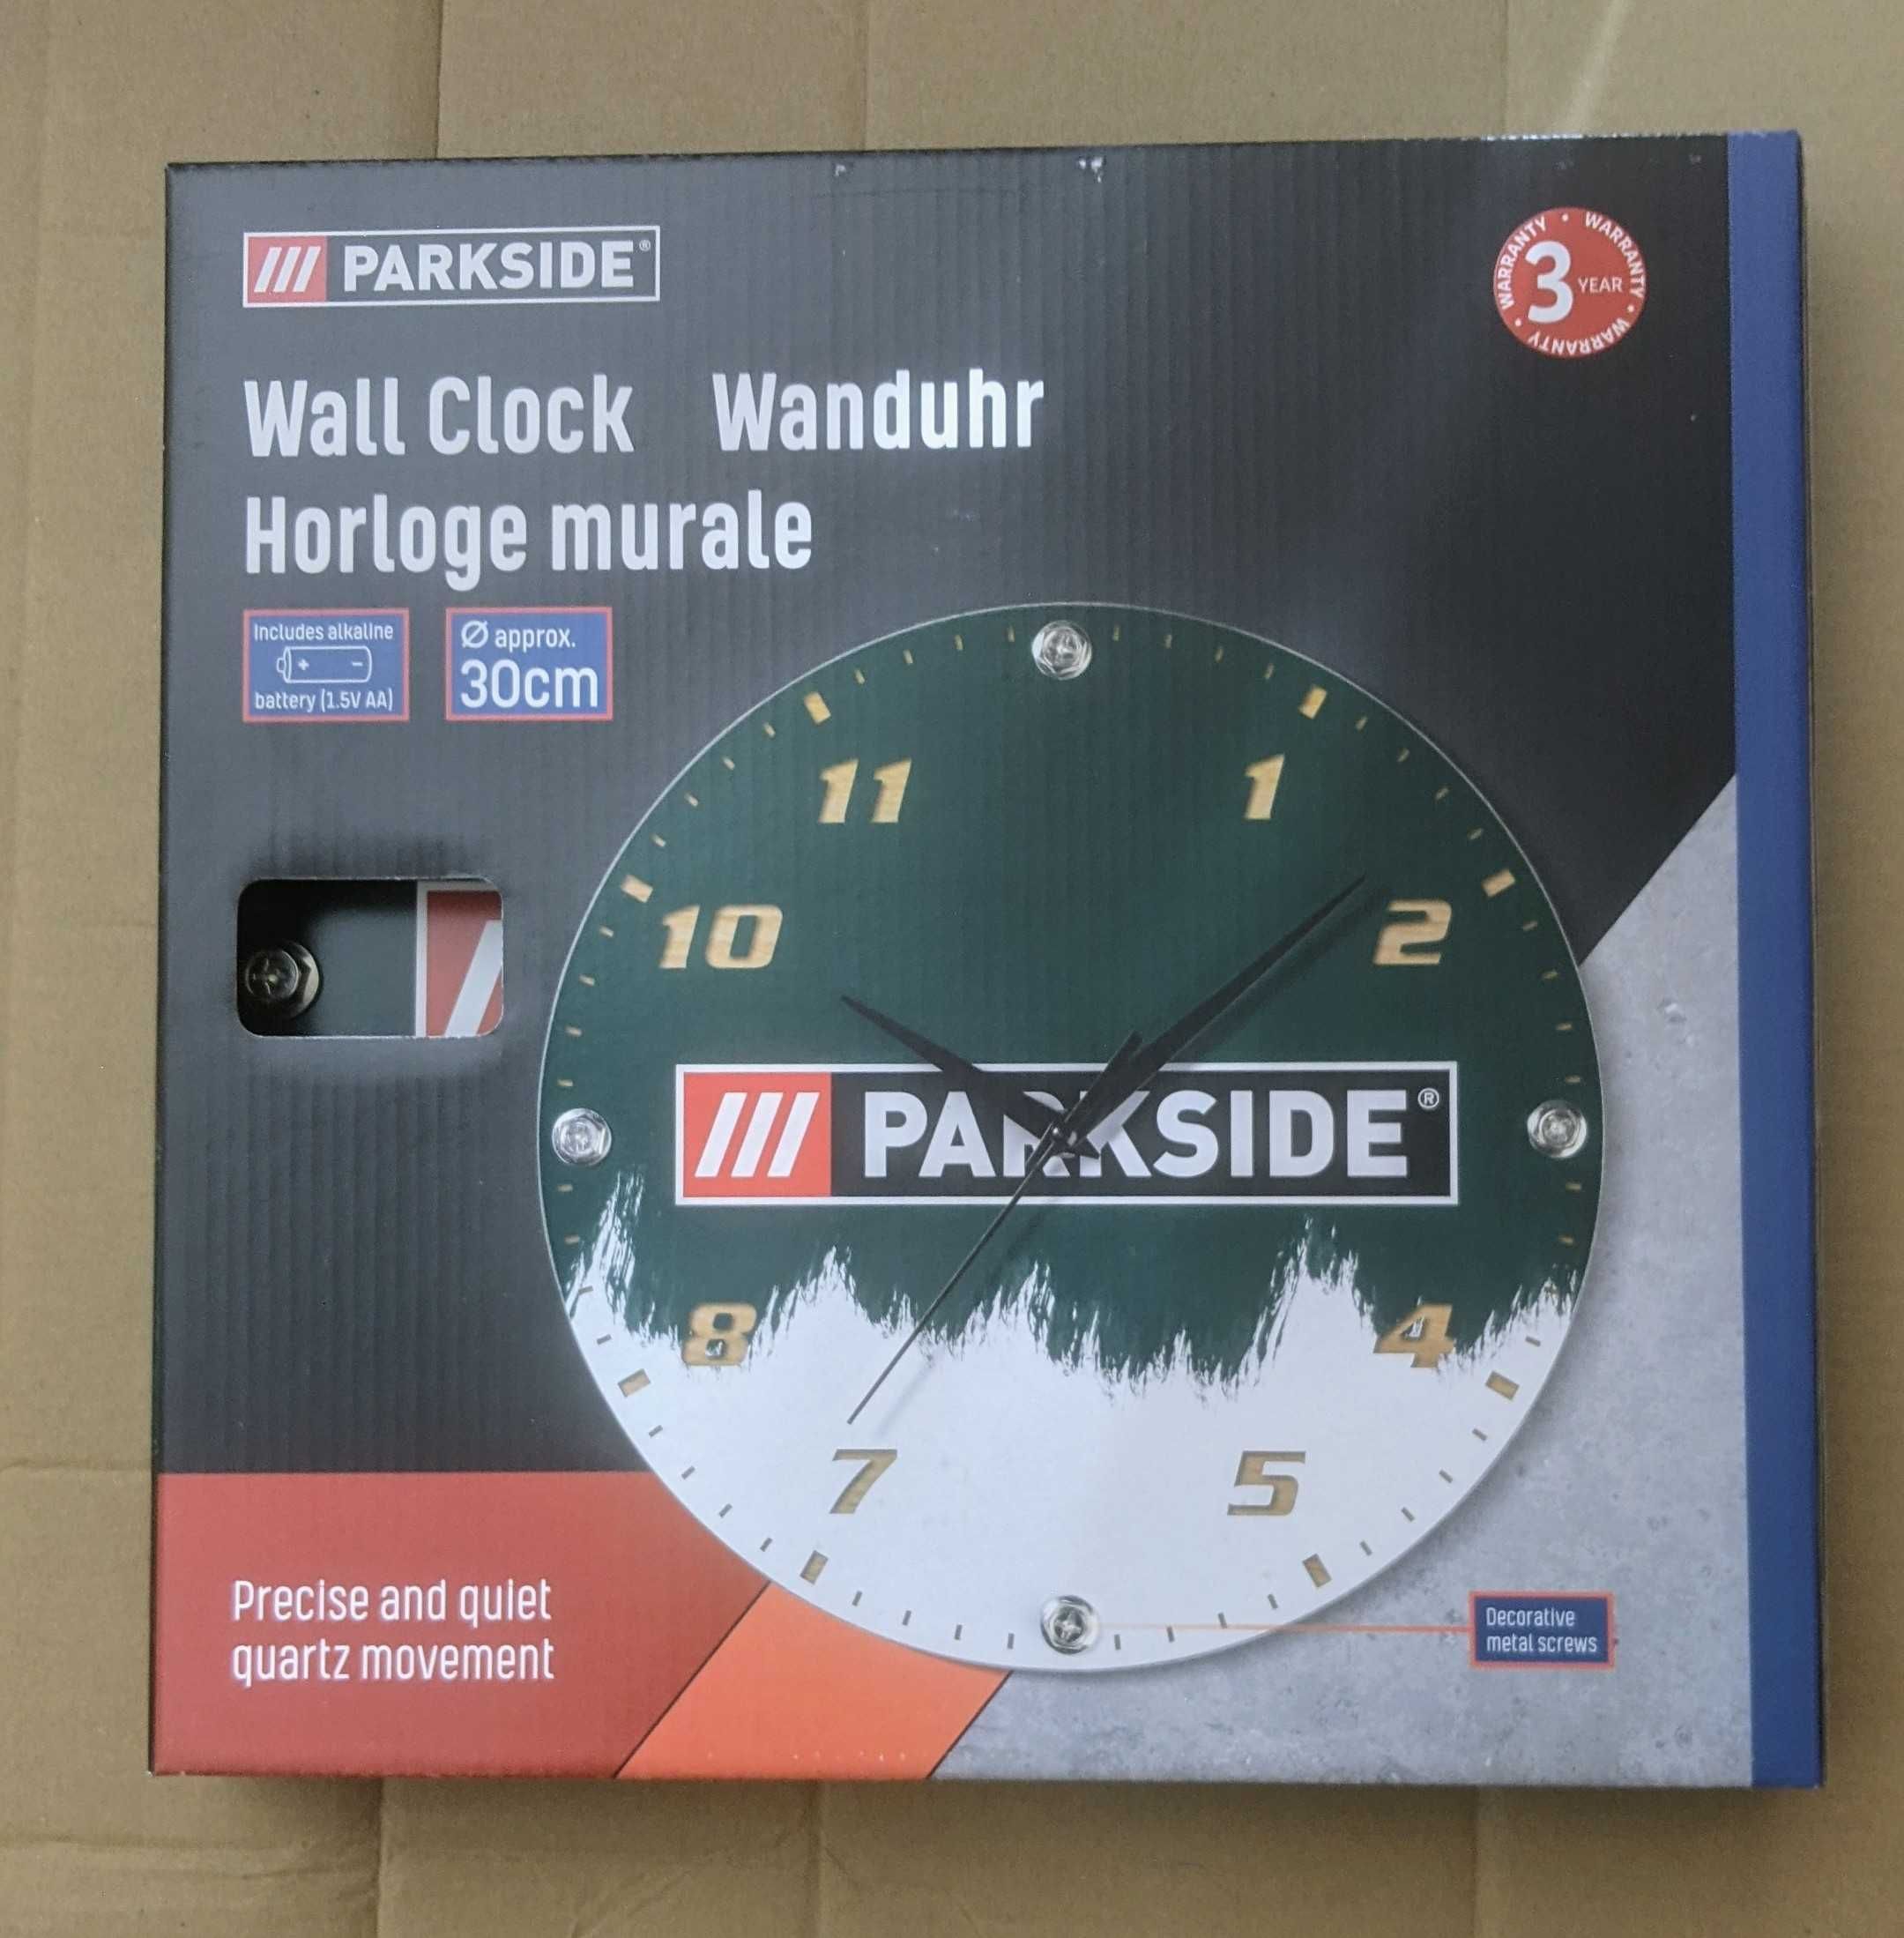 /// PARKSIDE®
WARRANTY • WARRANTY • WARRANTY •
3 YEAR
Wall Clock Wanduhr
Horloge murale
Includes alkaline
+ -
battery (1.5V AA)
Ø approx.
30cm
11 1
10 2
/// PARKSIDE®
8 4
7 5
Precise and quiet
quartz movement
Decorative
metal screws